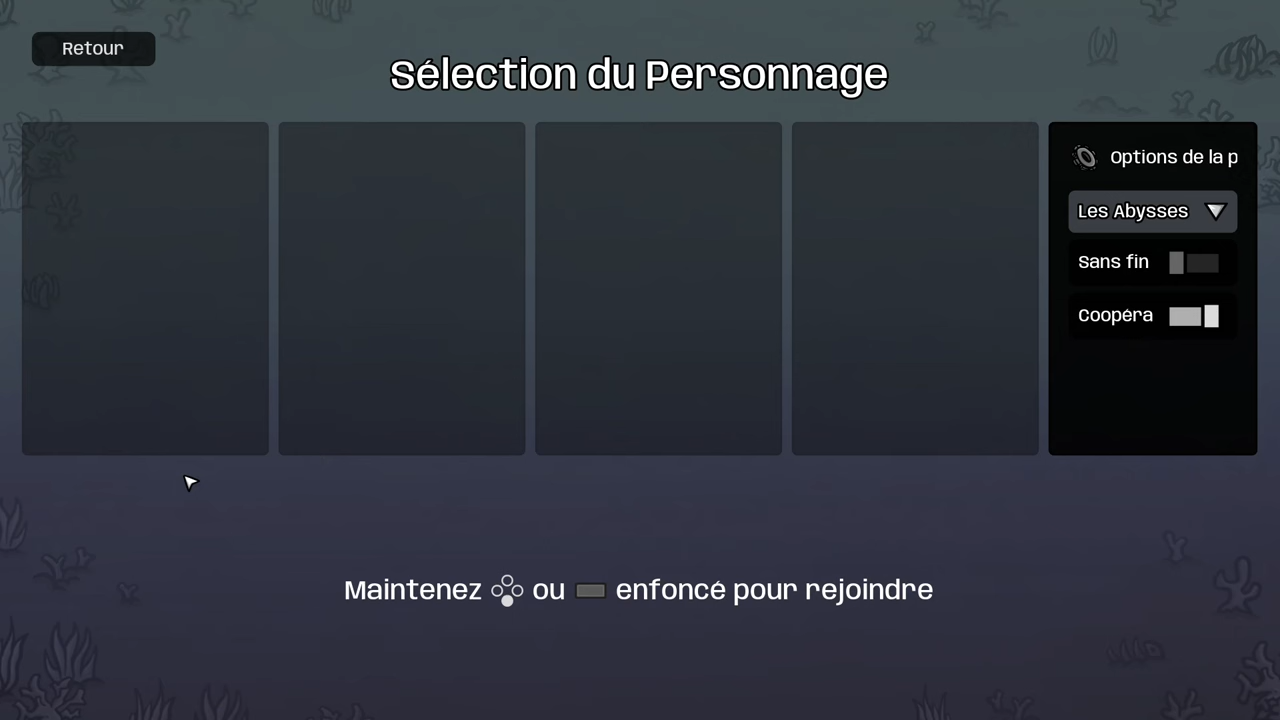 Retour
Sélection du Personnage
Options de la p
Les Abysses
Sans fin
Coopéra
Maintenez ou enfoncé pour rejoindre